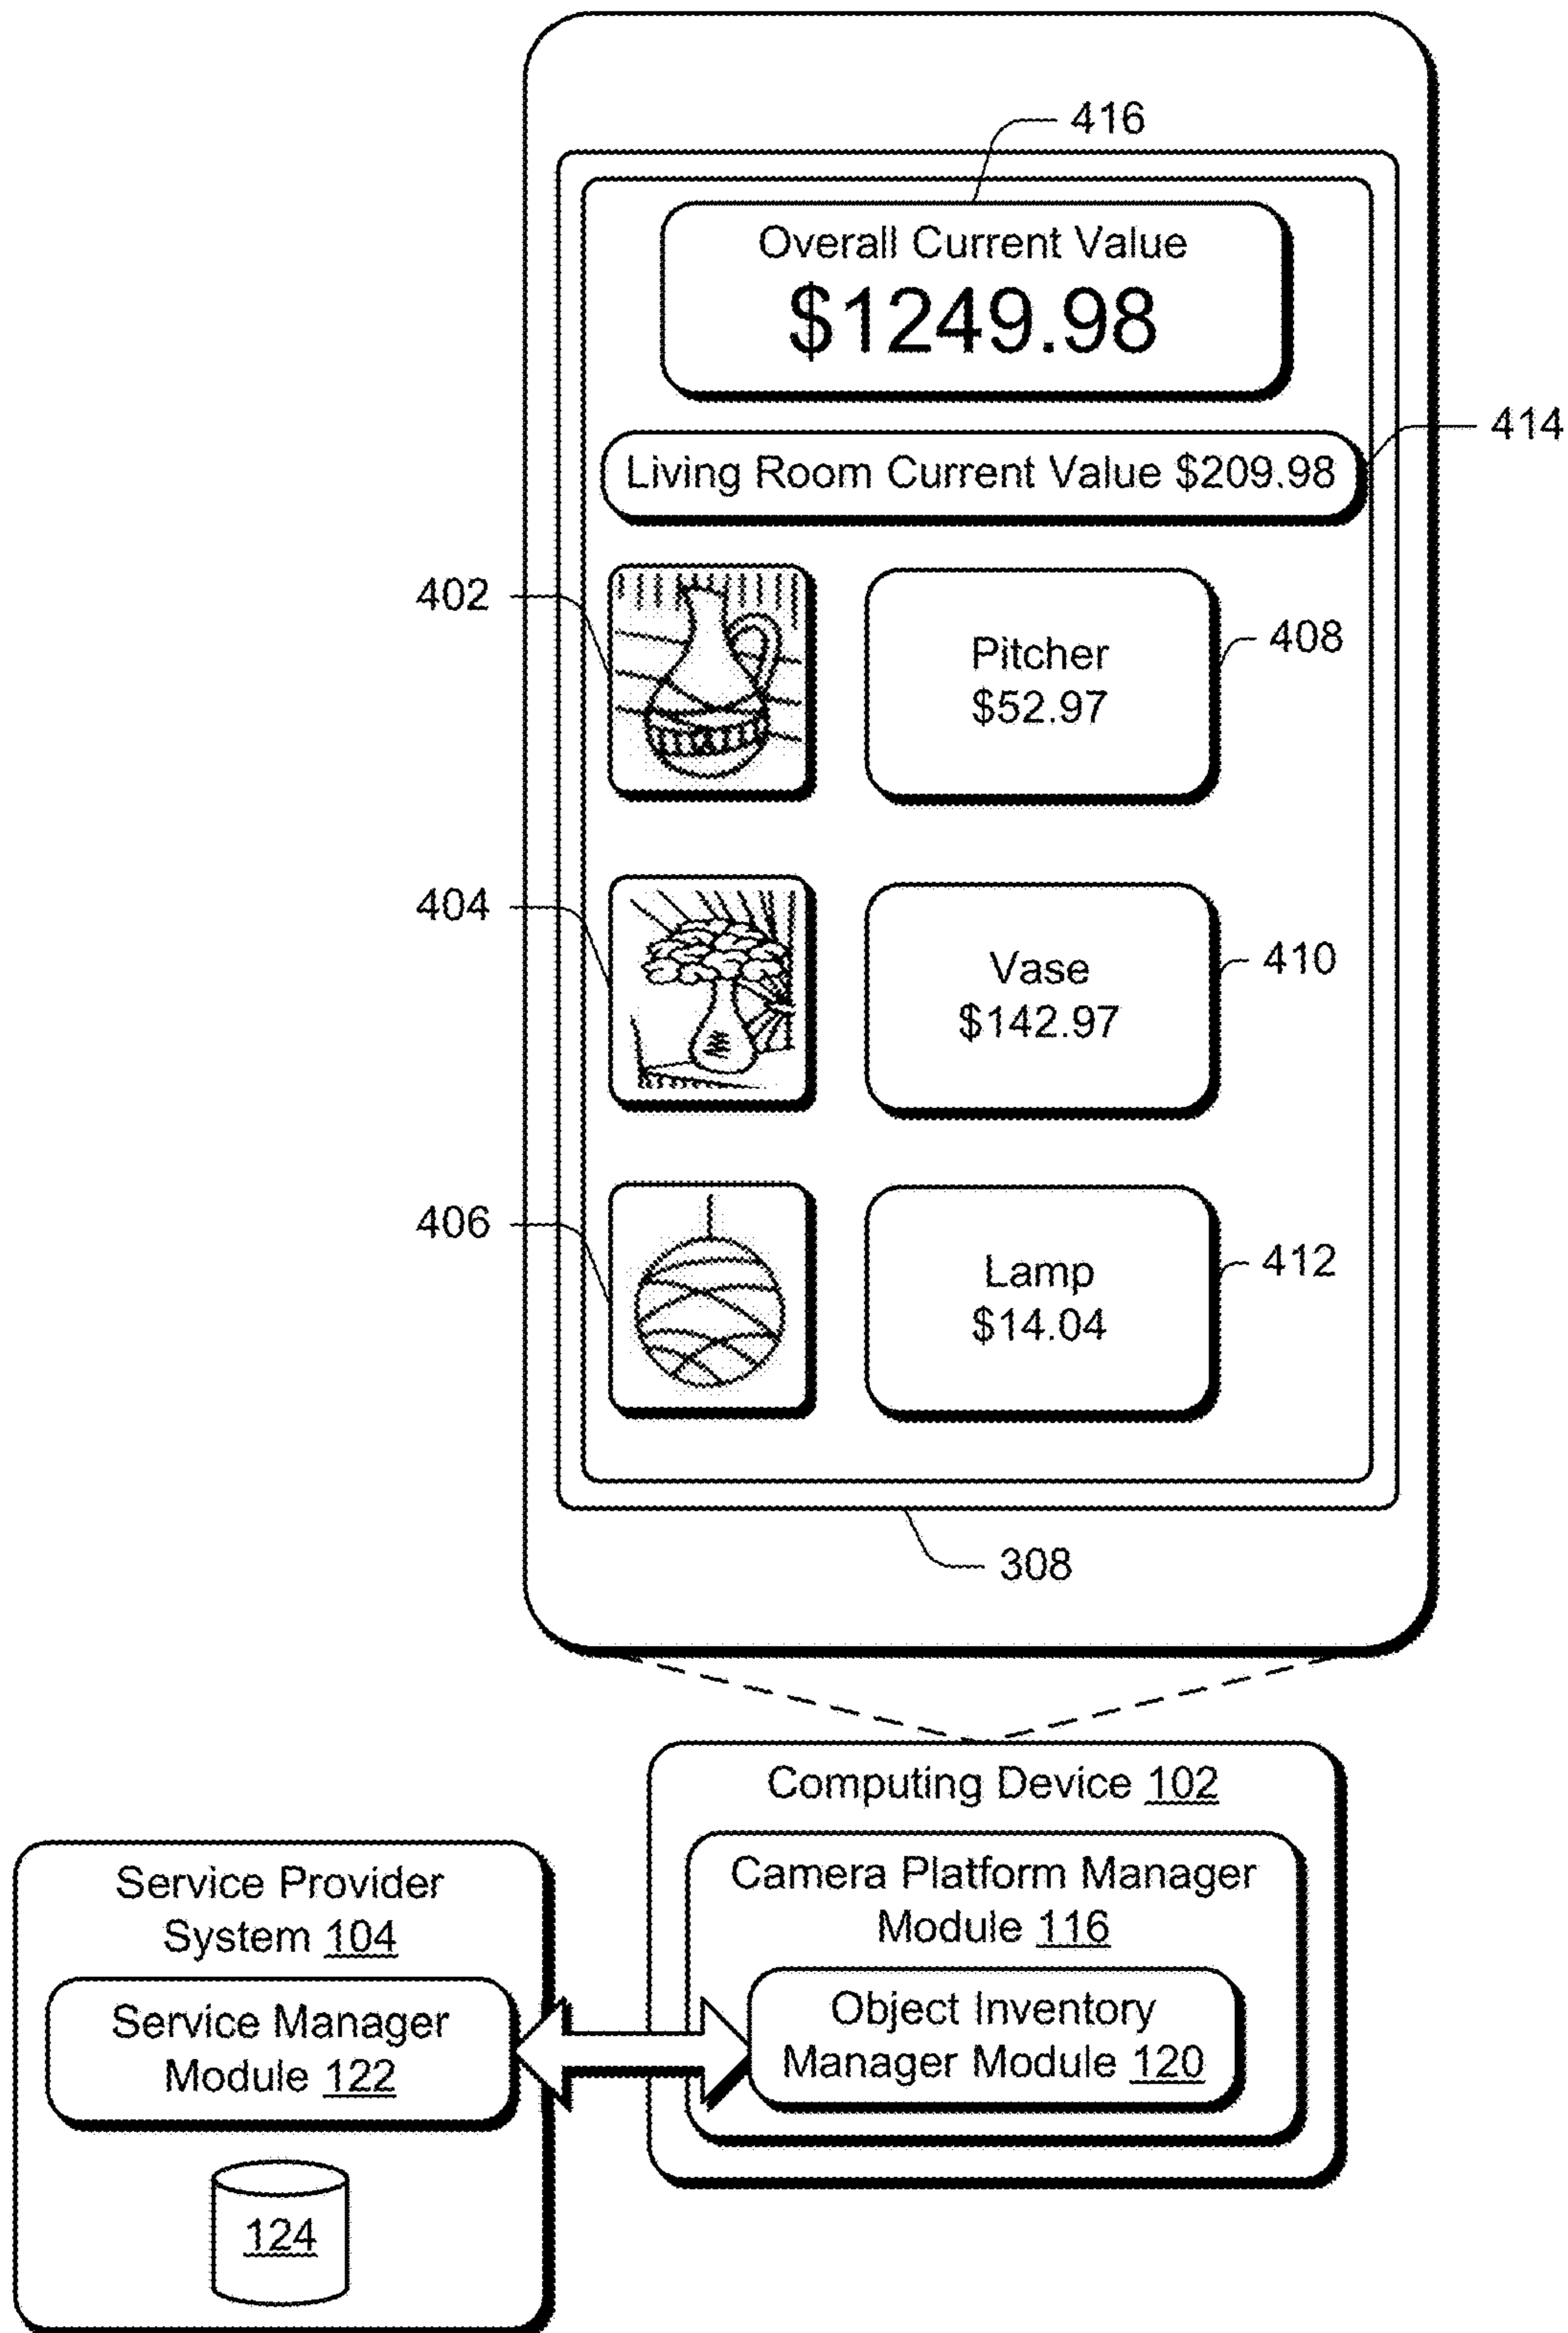 416
Overall Current Value
$1249.98
414
Living Room Current Value $209.98
402
Pitcher
$52.97
408
404
Vase
$142.97
410
406
Lamp
$14.04
412
308
Computing Device 102
Camera Platform Manager
Module 116
Object Inventory
Manager Module 120
Service Provider
System 104
Service Manager
Module 122
124